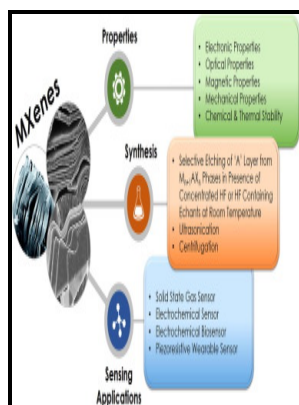 MXenes
Properties
• Electronic Properties
• Optical Properties
• Magnetic Properties
• Mechanical Properties
• Chemical & Thermal Stability
Synthesis
• Selective Etching of 'A' Layer from
Mn+1AXn Phases in Presence of
Concentrated HF or HF Containing
Echants at Room Temperature
• Ultrasonication
• Centrifugation
Sensing
Applications
• Solid State Gas Sensor
• Electrochemical Sensor
• Electrochemical Biosensor
• Piezoresistive Wearable Sensor